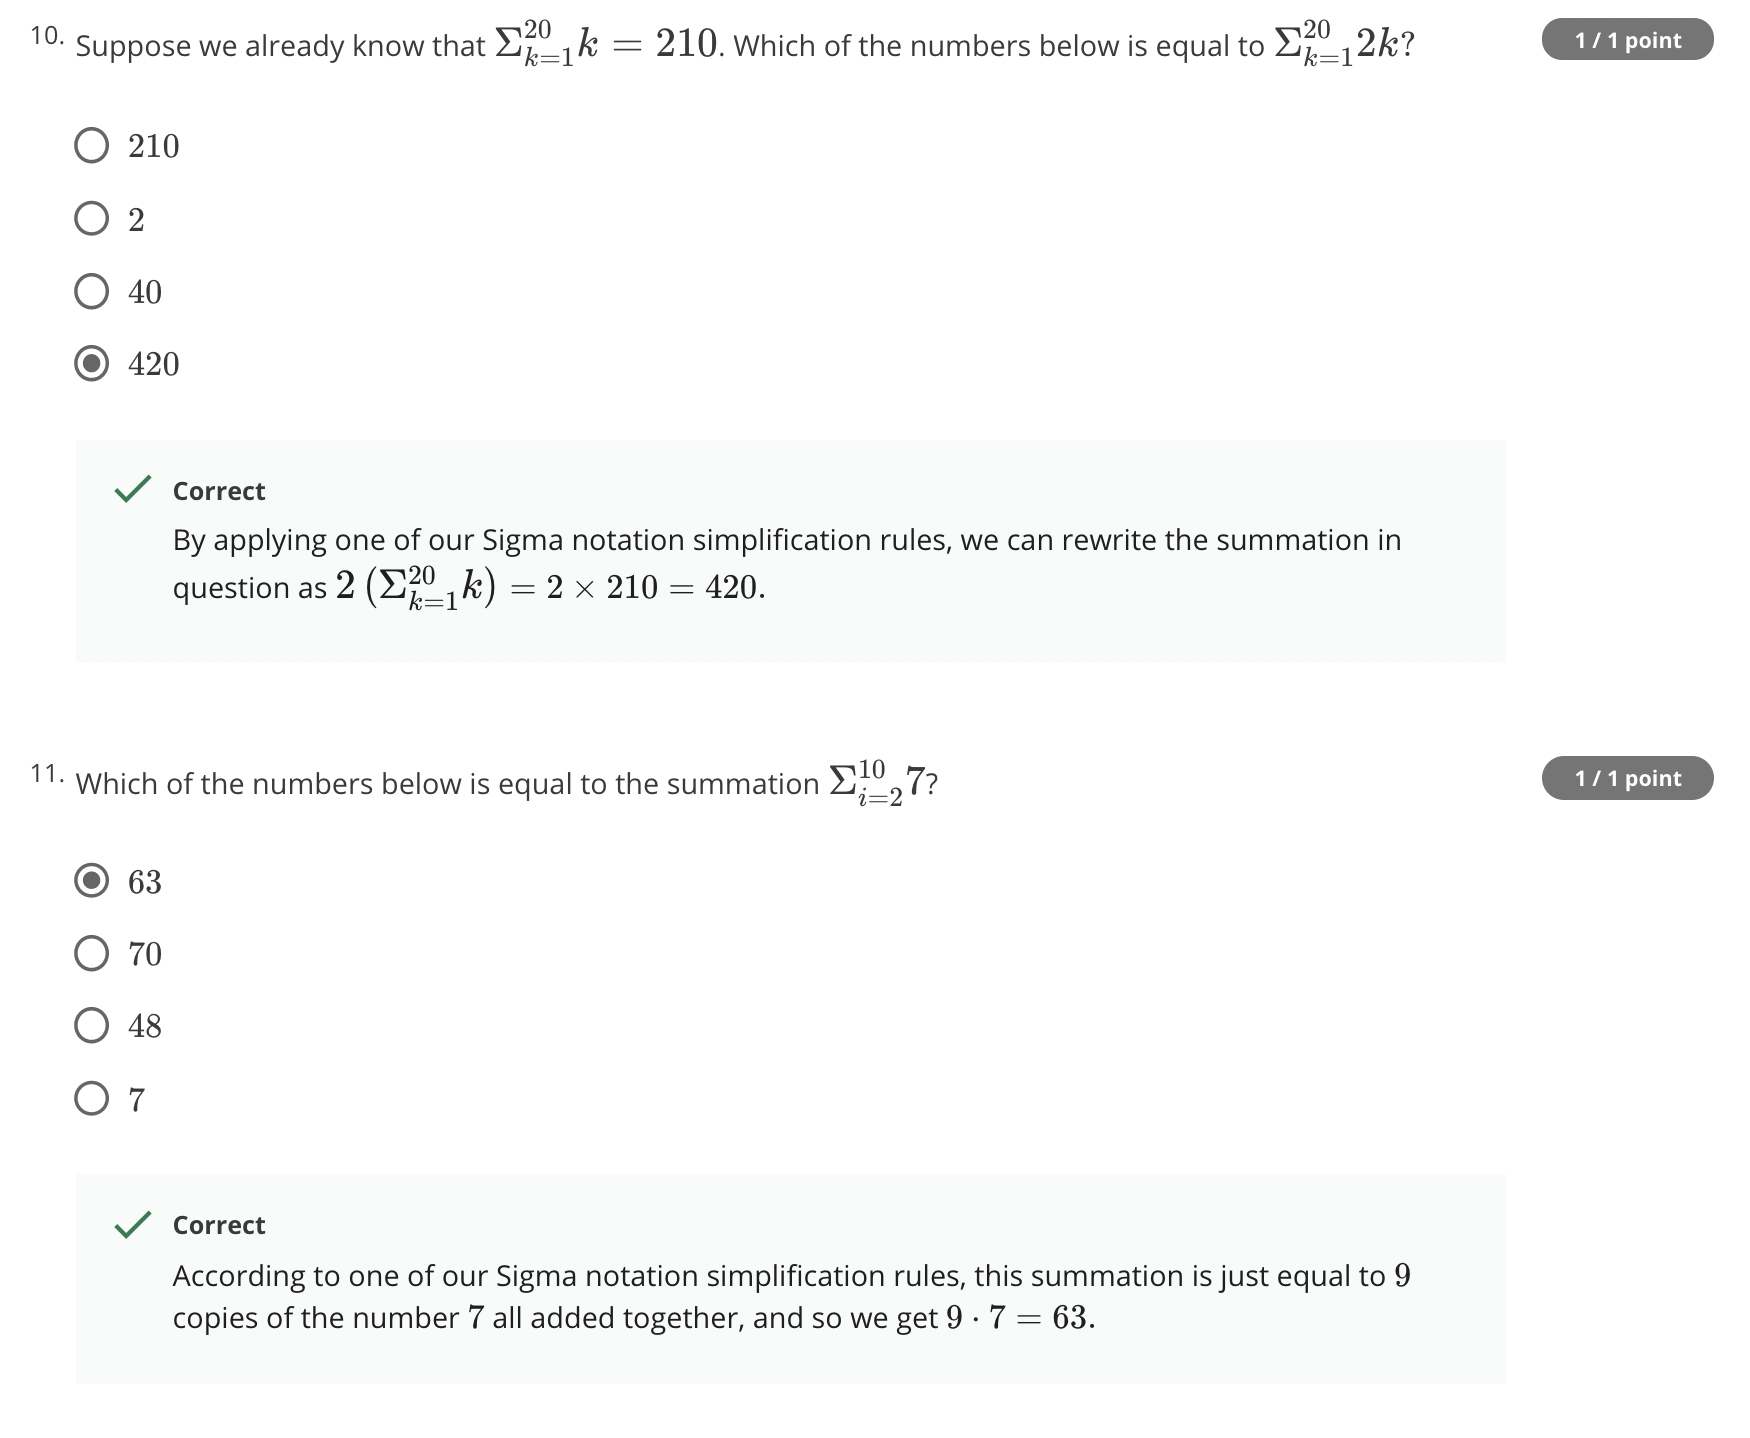 10. Suppose we already know that $\Sigma_{k=1}^{20} k = 210$. Which of the numbers below is equal to $\Sigma_{k=1}^{20} 2k$? 1 / 1 point
210
2
40
420
Correct
By applying one of our Sigma notation simplification rules, we can rewrite the summation in
question as $2 \left(\Sigma_{k=1}^{20} k\right) = 2 \times 210 = 420.$
11. Which of the numbers below is equal to the summation $\Sigma_{i=2}^{10} 7$? 1 / 1 point
63
70
48
7
Correct
According to one of our Sigma notation simplification rules, this summation is just equal to 9
copies of the number 7 all added together, and so we get $9 \cdot 7 = 63.$